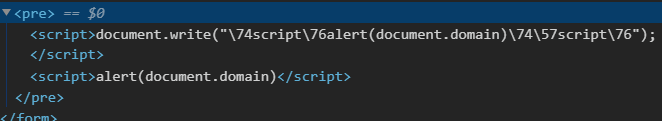 ▼<pre> == $0
<script>document.write("\74script\76alert(document.domain)\74\57script\76");
</script>
<script>alert(document.domain)</script>
</pre>
</form>